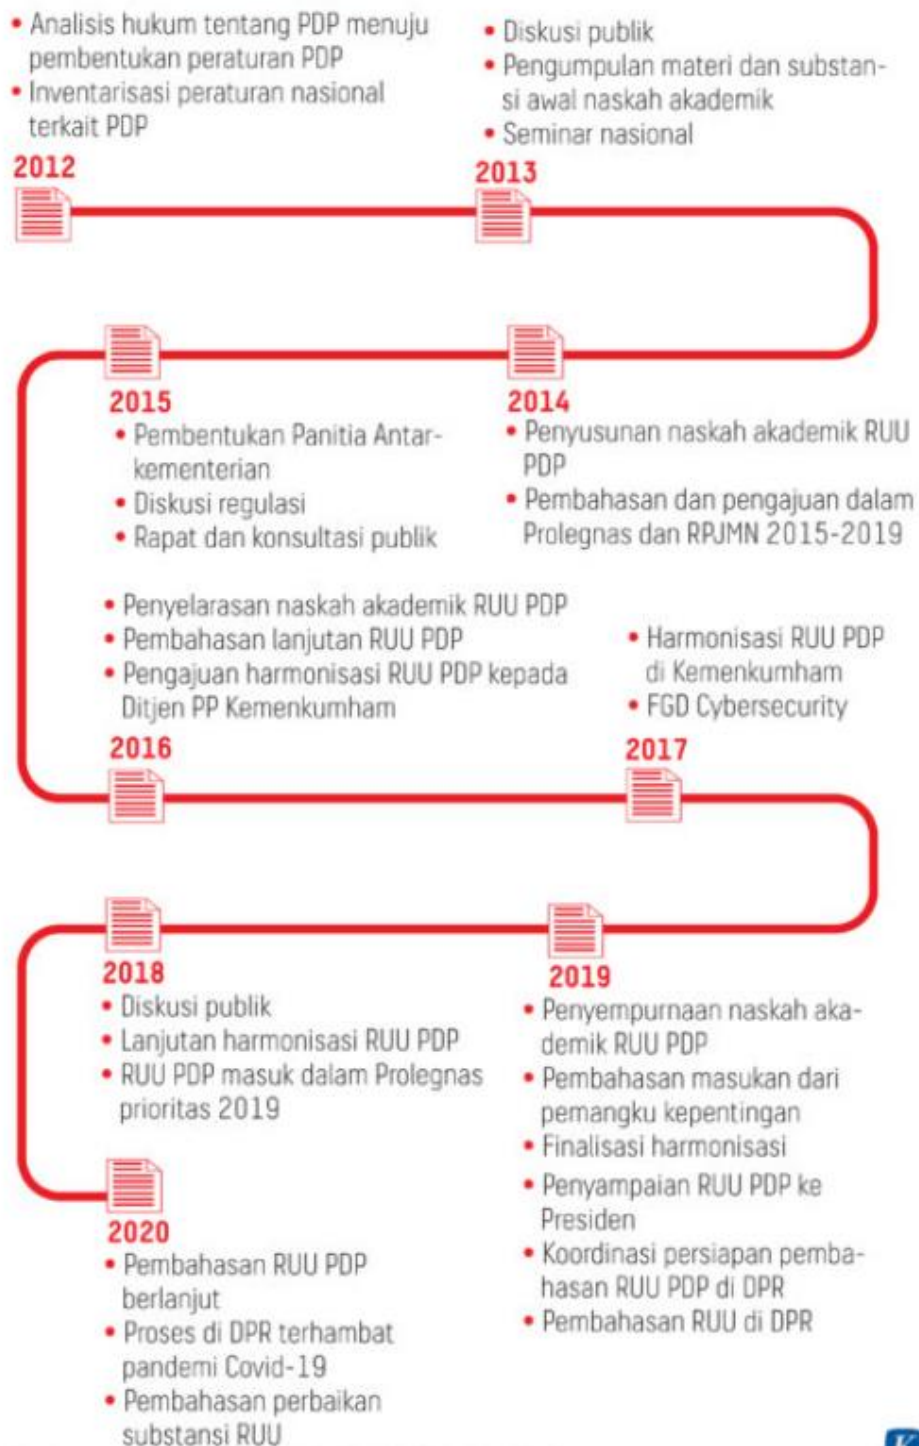 • Analisis hukum tentang PDP menuju
pembentukan peraturan PDP
• Inventarisasi peraturan nasional
terkait PDP
2012
• Diskusi publik
• Pengumpulan materi dan substan-
si awal naskah akademik
• Seminar nasional
2013
2014
• Penyusunan naskah akademik RUU
PDP
• Pembahasan dan pengajuan dalam
Prolegnas dan RPJMN 2015-2019
2015
• Pembentukan Panitia Antar-
kementerian
• Diskusi regulasi
• Rapat dan konsultasi publik
• Penyelarasan naskah akademik RUU PDP
• Pembahasan lanjutan RUU PDP
• Pengajuan harmonisasi RUU PDP kepada
Ditjen PP Kemenkumham
2016
• Harmonisasi RUU PDP
di Kemenkumham
• FGD Cybersecurity
2017
2018
• Diskusi publik
• Lanjutan harmonisasi RUU PDP
• RUU PDP masuk dalam Prolegnas
prioritas 2019
2019
• Penyempurnaan naskah aka-
demik RUU PDP
• Pembahasan masukan dari
pemangku kepentingan
• Finalisasi harmonisasi
• Penyampaian RUU PDP ke
Presiden
• Koordinasi persiapan pemba-
hasan RUU PDP di DPR
• Pembahasan RUU di DPR
2020
• Pembahasan RUU PDP
berlanjut
• Proses di DPR terhambat
pandemi Covid-19
• Pembahasan perbaikan
substansi RUU